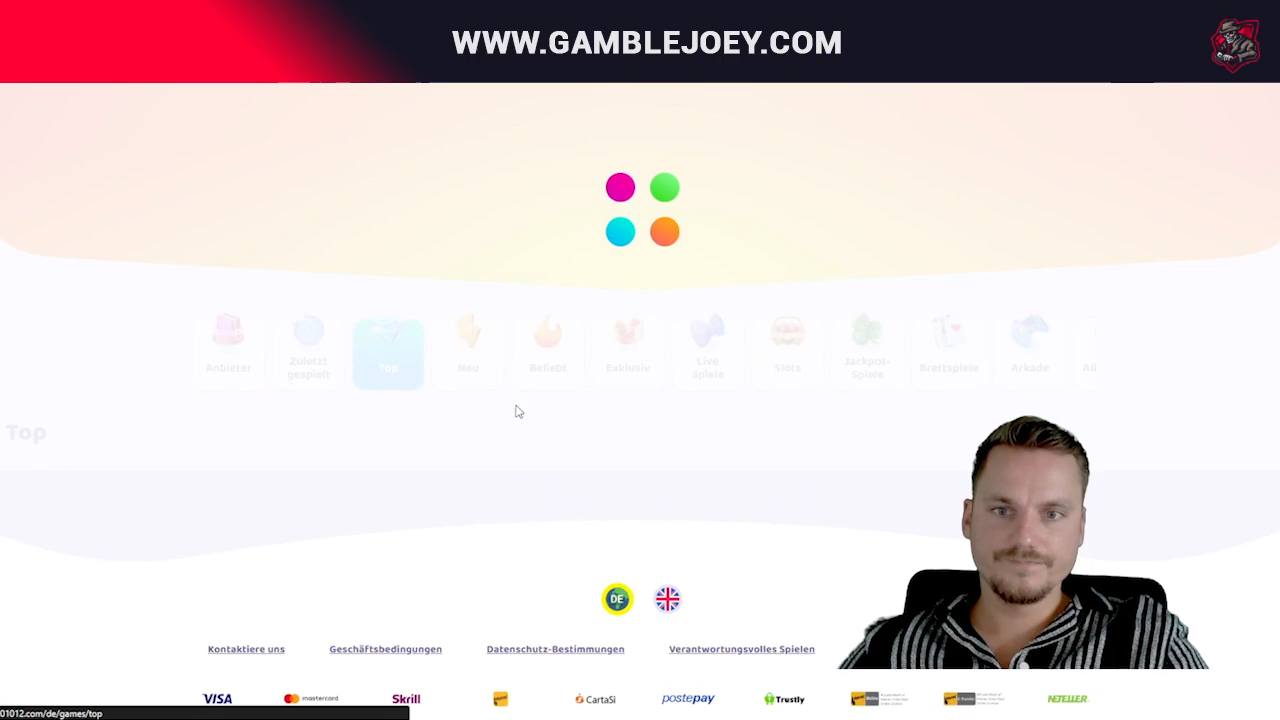 WWW.GAMBLEJOEY.COM
Anbieter
Zuletzt
gespielt
Top
Neu
Beliebt
Exklusiv
Live
Spiele
Slots
Jackpot-
Spiele
Brettspiele
Arkade
Top
DE
Kontaktiere uns
Geschäftsbedingungen
Datenschutz-Bestimmungen
Verantwortungsvolles Spielen
VISA
mastercard
Skrill
CartaSi
postepay
Trustly
NETELLER
01012.com/de/games/top